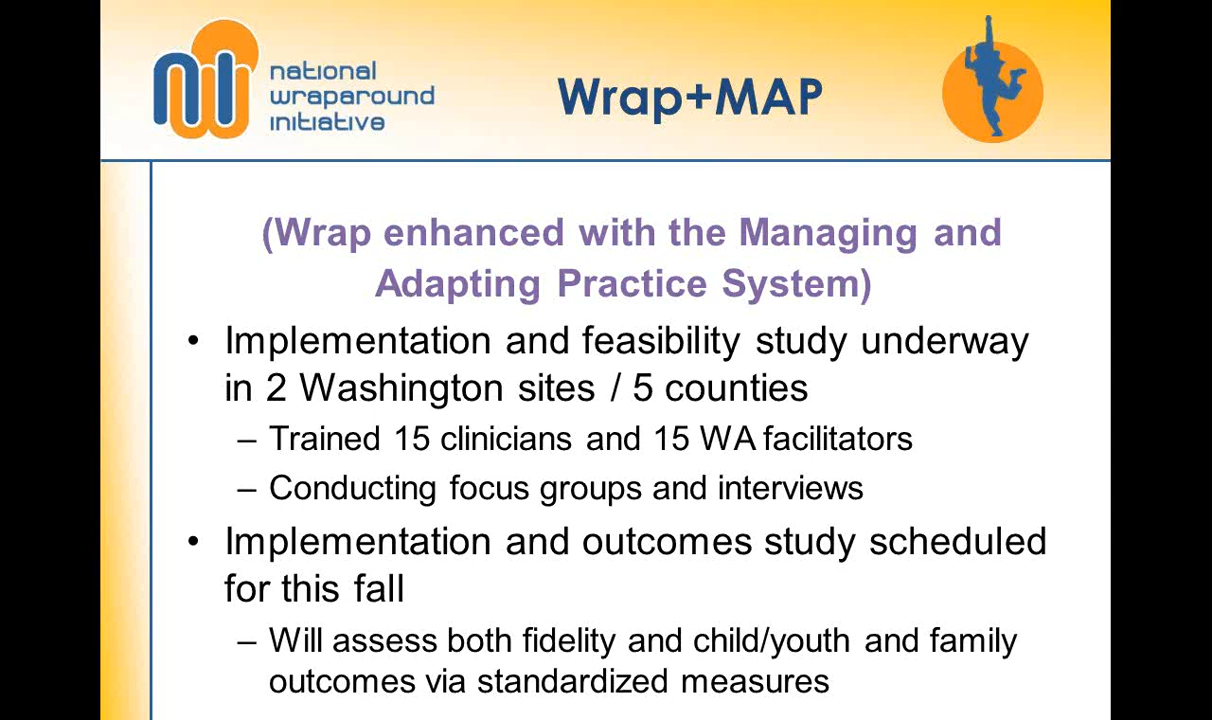 national
wraparound
initiative
Wrap+MAP
(Wrap enhanced with the Managing and
Adapting Practice System)
• Implementation and feasibility study underway
in 2 Washington sites / 5 counties
– Trained 15 clinicians and 15 WA facilitators
– Conducting focus groups and interviews
• Implementation and outcomes study scheduled
for this fall
– Will assess both fidelity and child/youth and family
outcomes via standardized measures